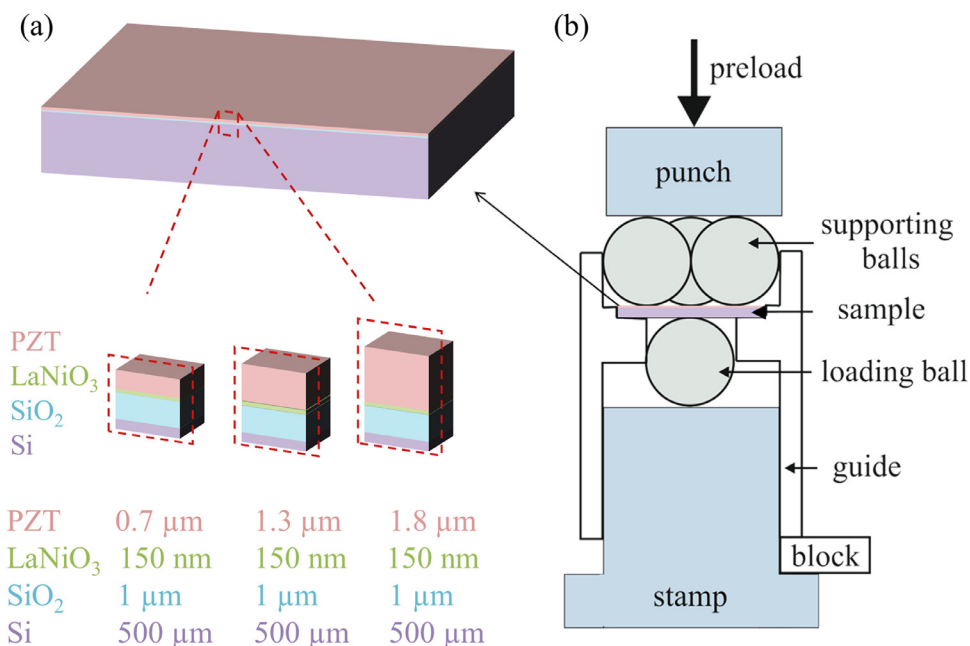 (a)
PZT
LaNiO₃
SiO₂
Si
PZT 0.7 µm 1.3 µm 1.8 µm
LaNiO₃ 150 nm 150 nm 150 nm
SiO₂ 1 µm 1 µm 1 µm
Si 500 µm 500 µm 500 µm
(b)
preload
punch
supporting
balls
sample
loading ball
guide
block
stamp